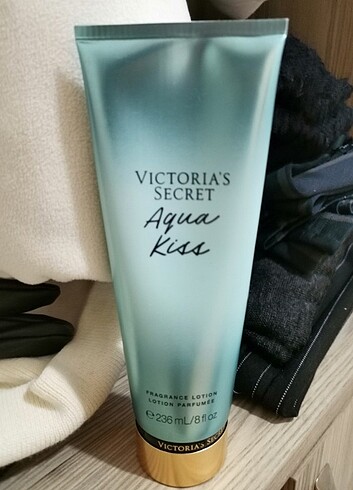 VICTORIA'S
SECRET
Aqua
Kiss
FRAGRANCE LOTION
LOTION PARFUMÉE
℮236 mL/8 fl oz
VICTORIA'S SECRET